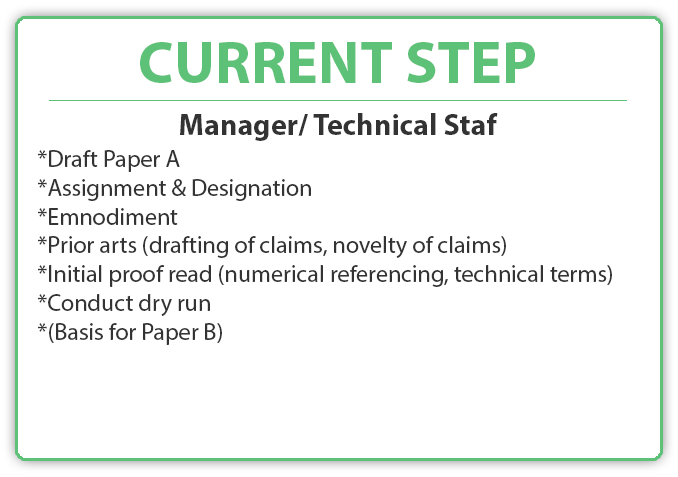 CURRENT STEP
Manager/ Technical Staf
*Draft Paper A
*Assignment & Designation
*Emnodiment
*Prior arts (drafting of claims, novelty of claims)
*Initial proof read (numerical referencing, technical terms)
*Conduct dry run
*(Basis for Paper B)